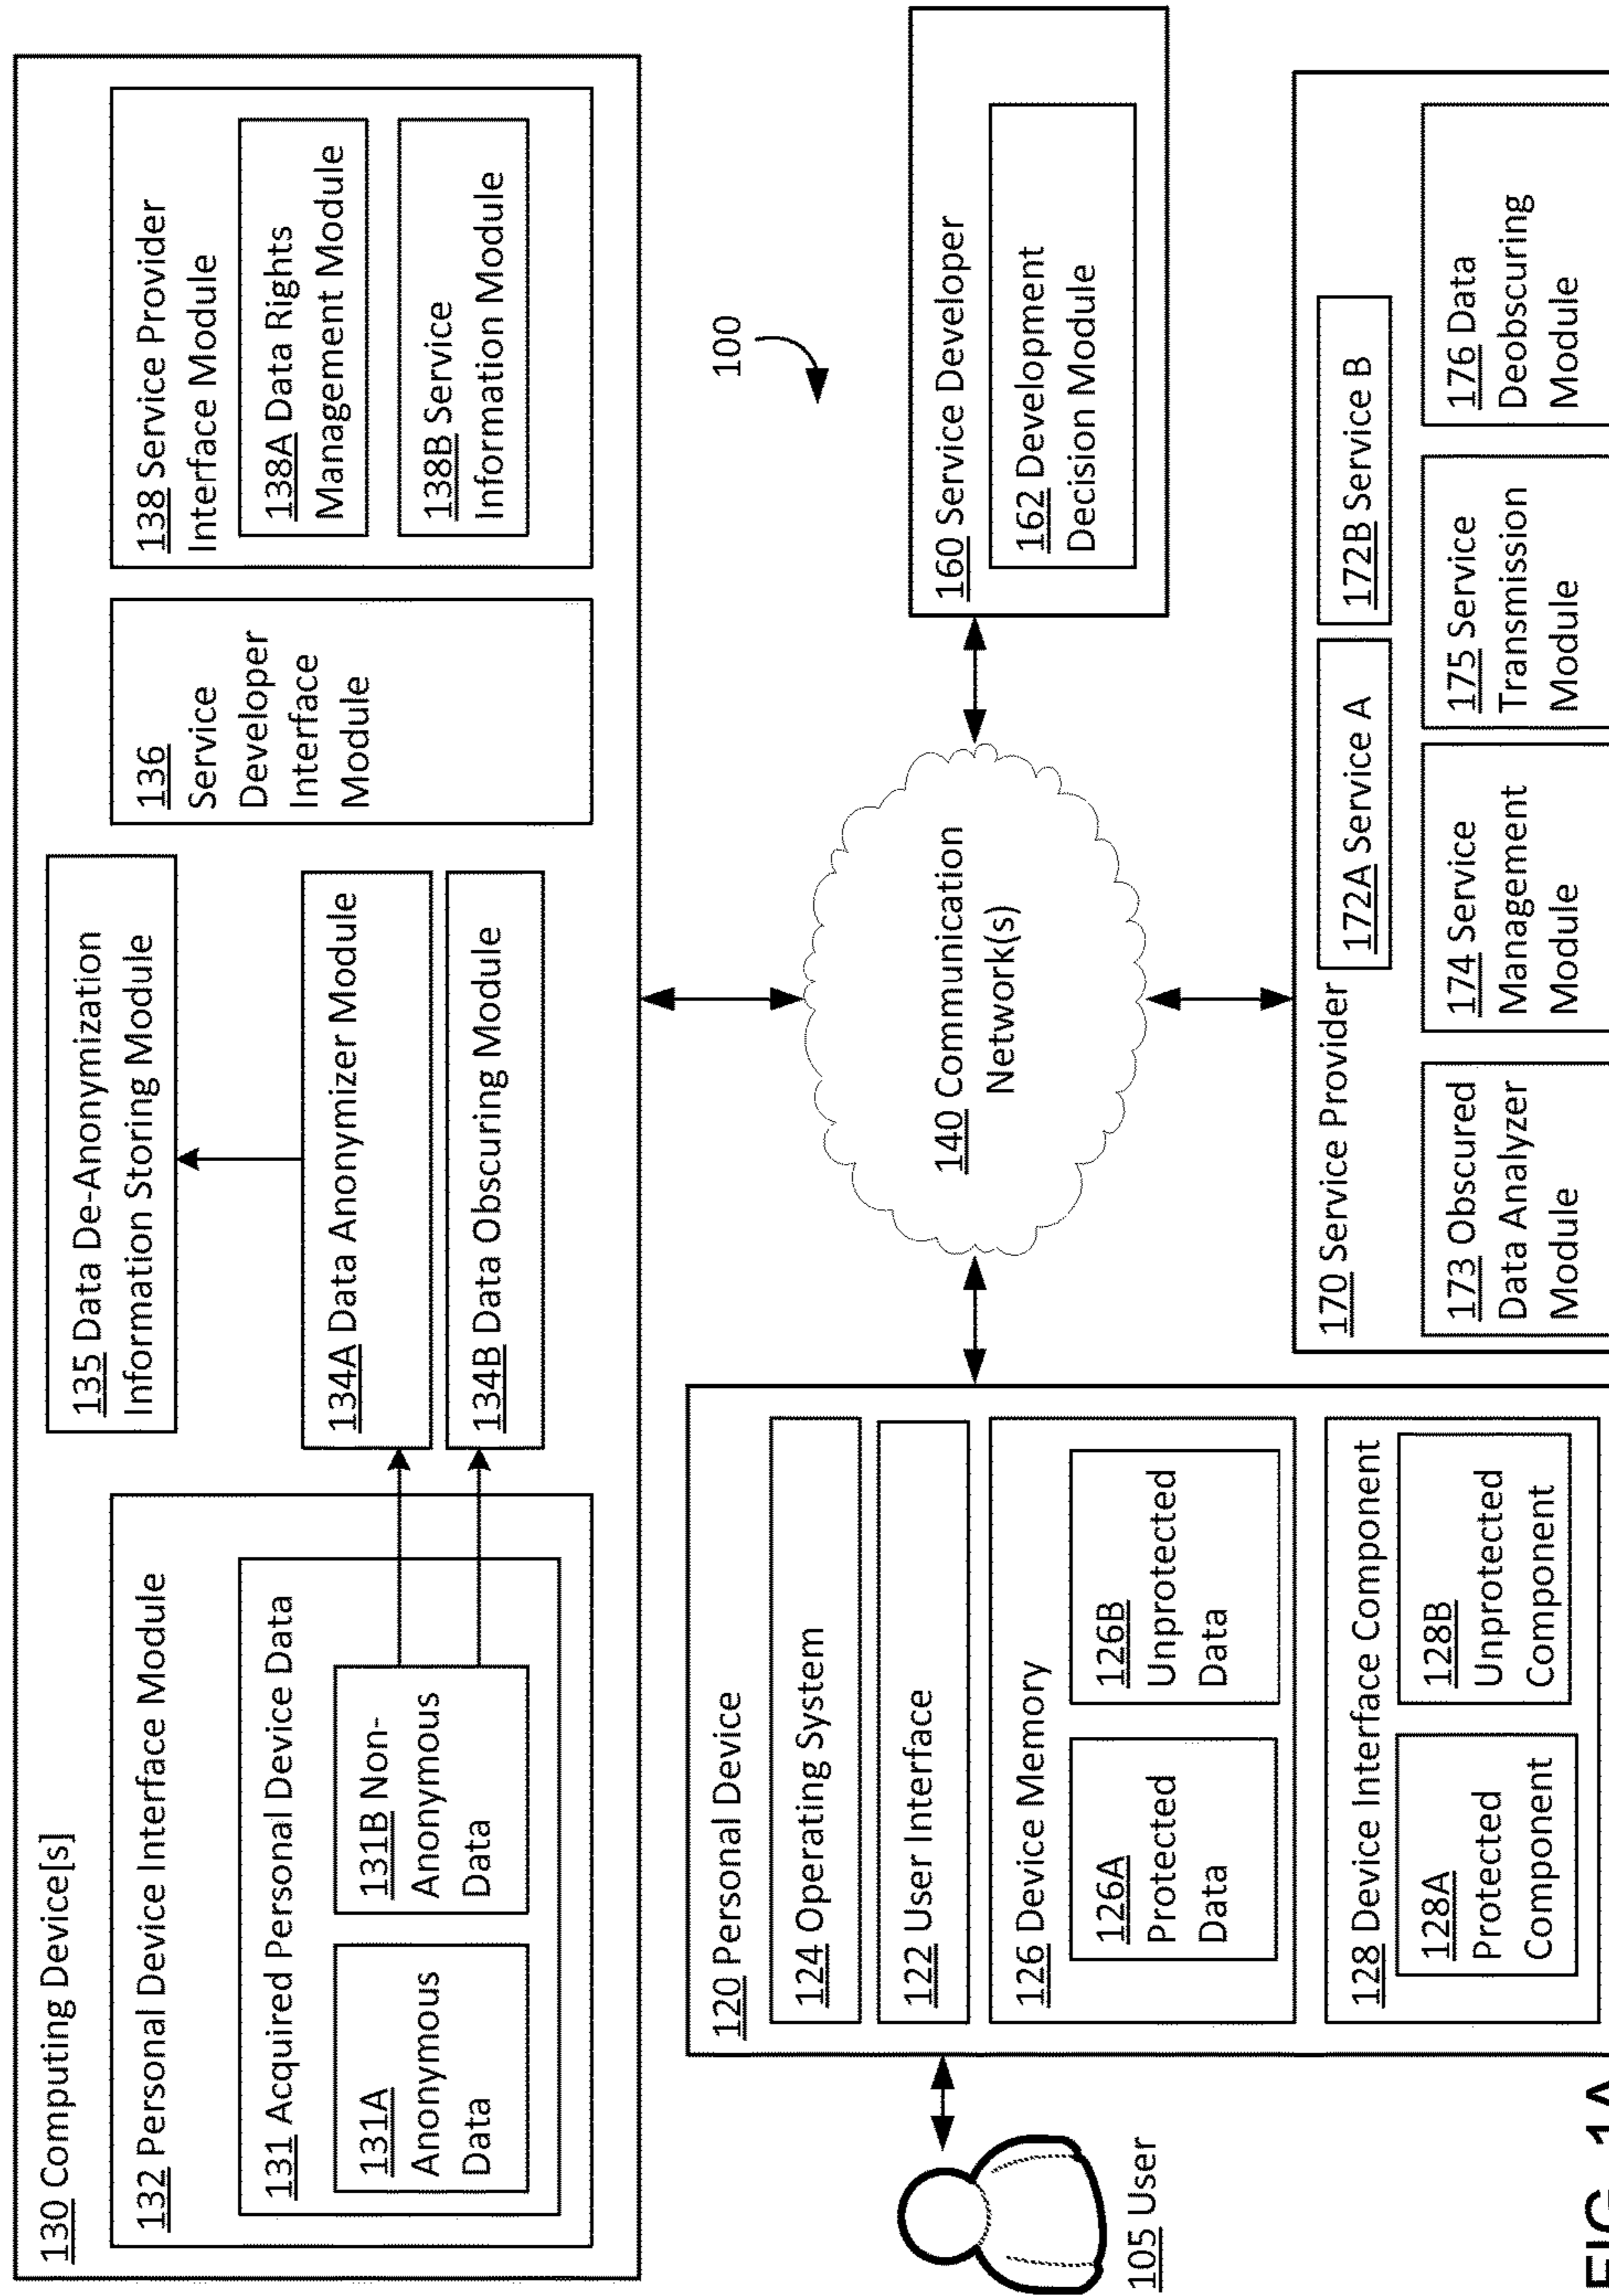 130 Computing Device[s]
132 Personal Device Interface Module
131 Acquired Personal Device Data
131A
Anonymous
Data
131B Non-
Anonymous
Data
135 Data De-Anonymization
Information Storing Module
134A Data Anonymizer Module
134B Data Obscuring Module
136
Service
Developer
Interface
Module
138 Service Provider
Interface Module
138A Data Rights
Management Module
138B Service
Information Module
100
105 User
120 Personal Device
124 Operating System
122 User Interface
126 Device Memory
126A
Protected
Data
126B
Unprotected
Data
128 Device Interface Component
128A
Protected
Component
128B
Unprotected
Component
140 Communication
Network(s)
160 Service Developer
162 Development
Decision Module
170 Service Provider
172A Service A
172B Service B
173 Obscured
Data Analyzer
Module
174 Service
Management
Module
175 Service
Transmission
Module
176 Data
Deobscuring
Module
FIG. 1A